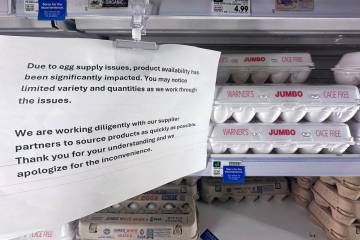 ORGANIC
4.99
Due to egg supply issues, product availability has
been significantly impacted. You may notice
limited variety and quantities as we work through
the issues.
We are working diligently with our supplier
partners to source products as quickly as possible.
Thank you for your understanding and we
apologize for the inconvenience.
JUMBO CAGE FREE
WARNER'S JUMBO CAGE FREE
WARNER'S JUMBO CAGE FREE